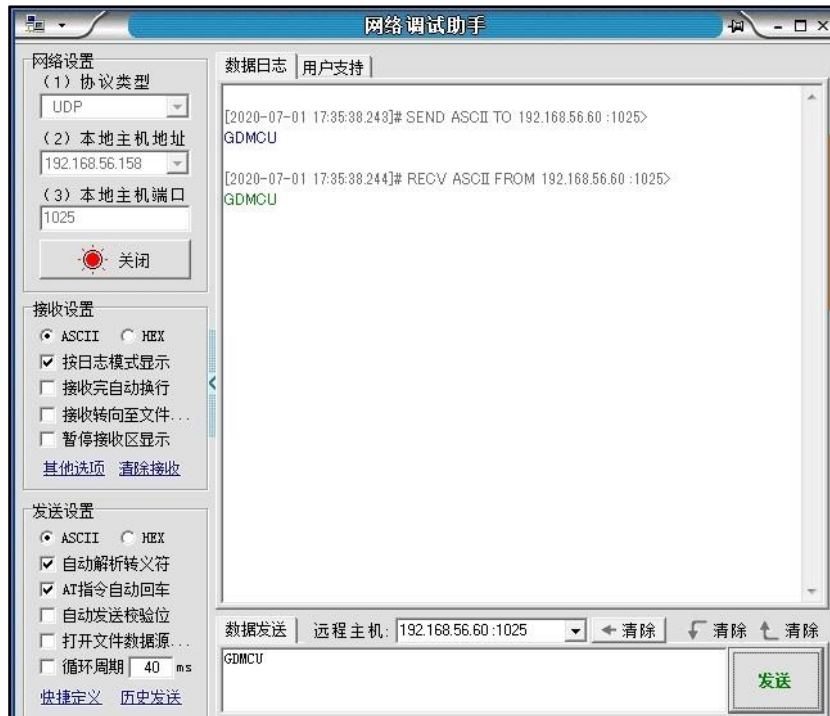 网络调试助手
网络设置
（1）协议类型
UDP
（2）本地主机地址
192.168.56.158
（3）本地主机端口
1025
关闭
接收设置
ASCII HEX
按日志模式显示
接收完自动换行
接收转向至文件...
暂停接收区显示
其他选项 清除接收
发送设置
ASCII HEX
自动解析转义符
AT指令自动回车
自动发送校验位
打开文件数据源...
循环周期 40 ms
快捷定义 历史发送
数据日志 用户支持
[2020-07-01 17:35:38.243]# SEND ASCII TO 192.168.56.60 :1025>
GDMCU
[2020-07-01 17:35:38.244]# RECV ASCII FROM 192.168.56.60 :1025>
GDMCU
数据发送 远程主机: 192.168.56.60 :1025 清除 清除 清除
GDMCU
发送